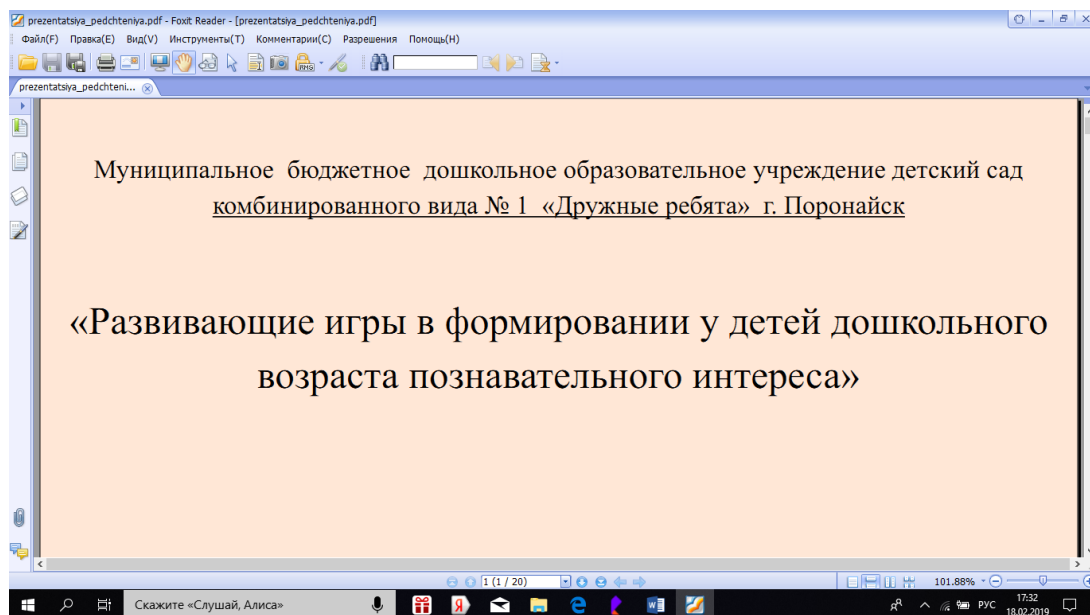 prezentatsiya_pedchteniya.pdf - Foxit Reader - [prezentatsiya_pedchteniya.pdf]
Файл(F) Правка(E) Вид(V) Инструменты(T) Комментарии(C) Разрешения Помощь(H)
prezentatsiya_pedchteni...
Муниципальное бюджетное дошкольное образовательное учреждение детский сад
комбинированного вида № 1 «Дружные ребята» г. Поронайск
«Развивающие игры в формировании у детей дошкольного
возраста познавательного интереса»
1 (1 / 20)
101.88%
Скажите «Слушай, Алиса»
РУС
17:32
18.02.2019